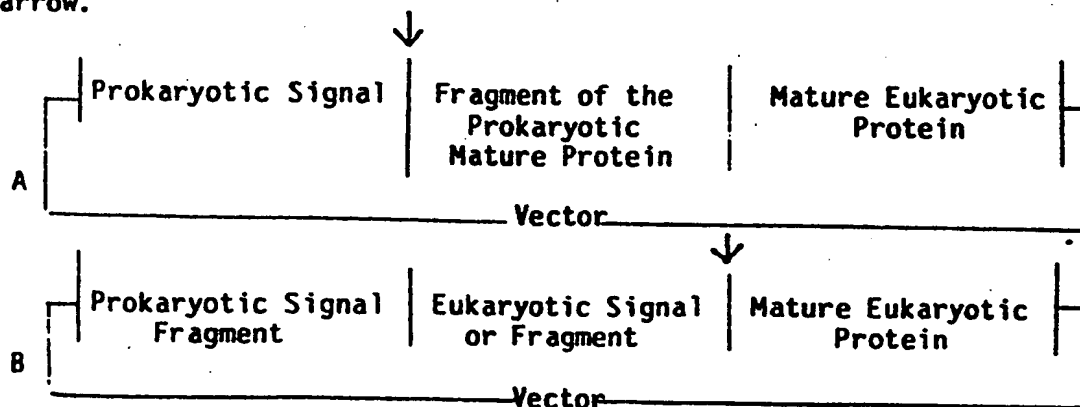 arrow.
Prokaryotic Signal
Fragment of the
Prokaryotic
Mature Protein
Mature Eukaryotic
Protein
A
Vector
Prokaryotic Signal
Fragment
Eukaryotic Signal
or Fragment
Mature Eukaryotic
Protein
B
Vector